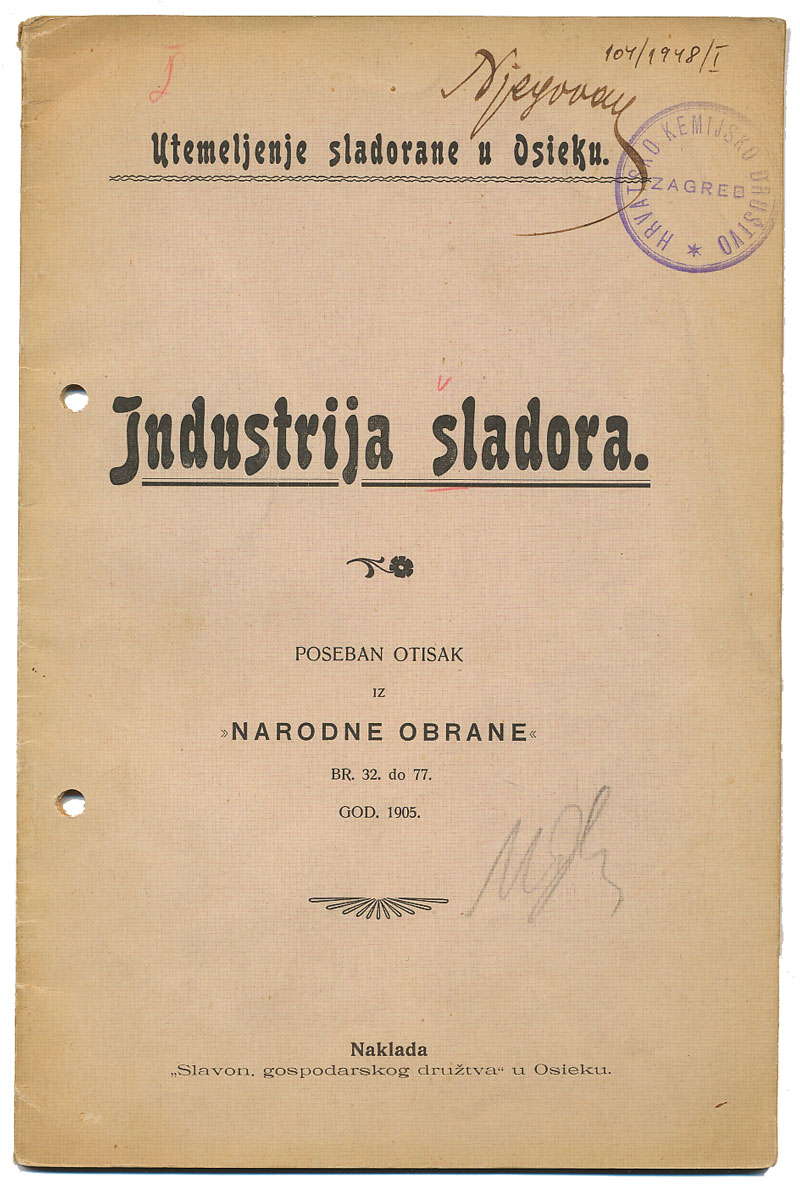 104/1948/I
Njegovan
Utemeljenje sladorane u Osieku.
HRVATSKO KEMIJSKO DRUŠTVO
ZAGREB
Industrija sladora.
POSEBAN OTISAK
IZ
»NARODNE OBRANE«
BR. 32. do 77.
GOD. 1905.
Naklada
„Slavon. gospodarskog družtva“ u Osieku.